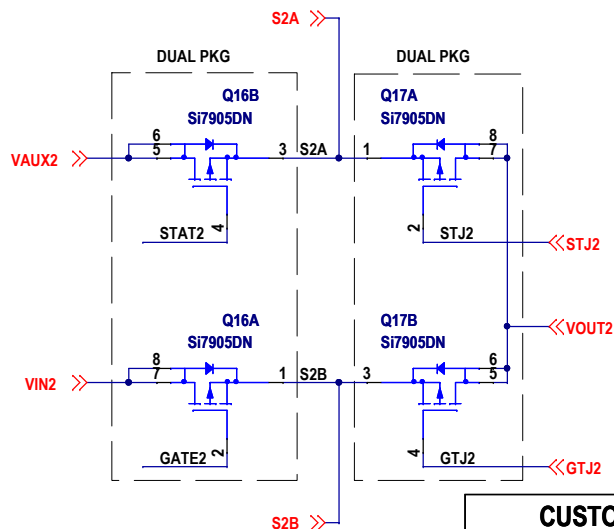 S2A
DUAL PKG
DUAL PKG
Q16B
Si7905DN
Q17A
Si7905DN
VAUX2
6
5
3
S2A
1
8
7
4
STAT2
2
STJ2
STJ2
Q16A
Si7905DN
Q17B
Si7905DN
VOUT2
VIN2
8
7
1
S2B
3
6
5
2
GATE2
4
GTJ2
GTJ2
S2B
CUSTO